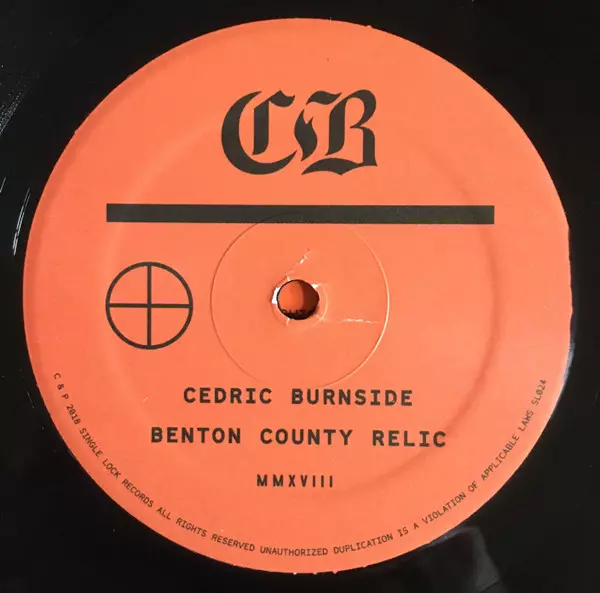 CB
CEDRIC BURNSIDE
BENTON COUNTY RELIC
MMXVIII
C & P 2018 SINGLE LOCK RECORDS ALL RIGHTS RESERVED UNAUTHORIZED DUPLICATION IS A VIOLATION OF APPLICABLE LAWS SL024